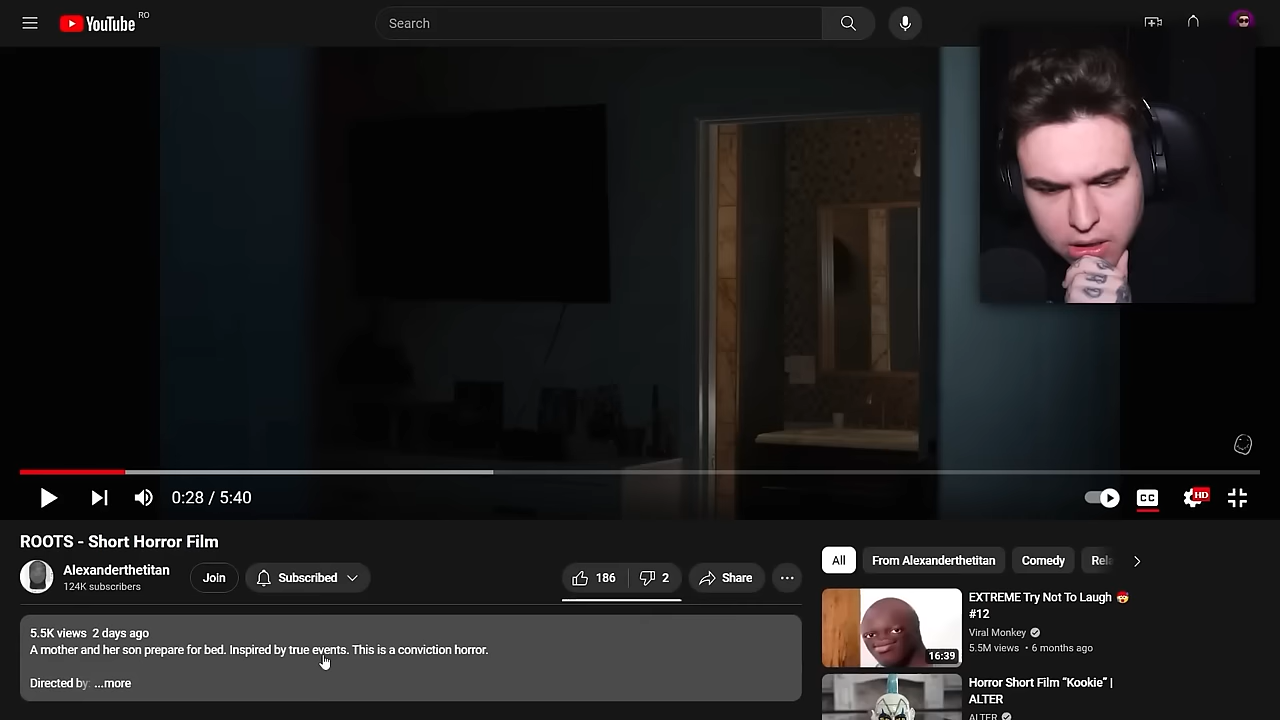 YouTube RO
Search
0:28 / 5:40
CC
HD
ROOTS - Short Horror Film
Alexanderthetitan
124K subscribers
Join
Subscribed
186
2
Share
5.5K views 2 days ago
A mother and her son prepare for bed. Inspired by true events. This is a conviction horror.
Directed by: ...more
All
From Alexanderthetitan
Comedy
Rela
EXTREME Try Not To Laugh 🤯
#12
Viral Monkey
5.5M views • 6 months ago
16:39
Horror Short Film “Kookie” |
ALTER
ALTER